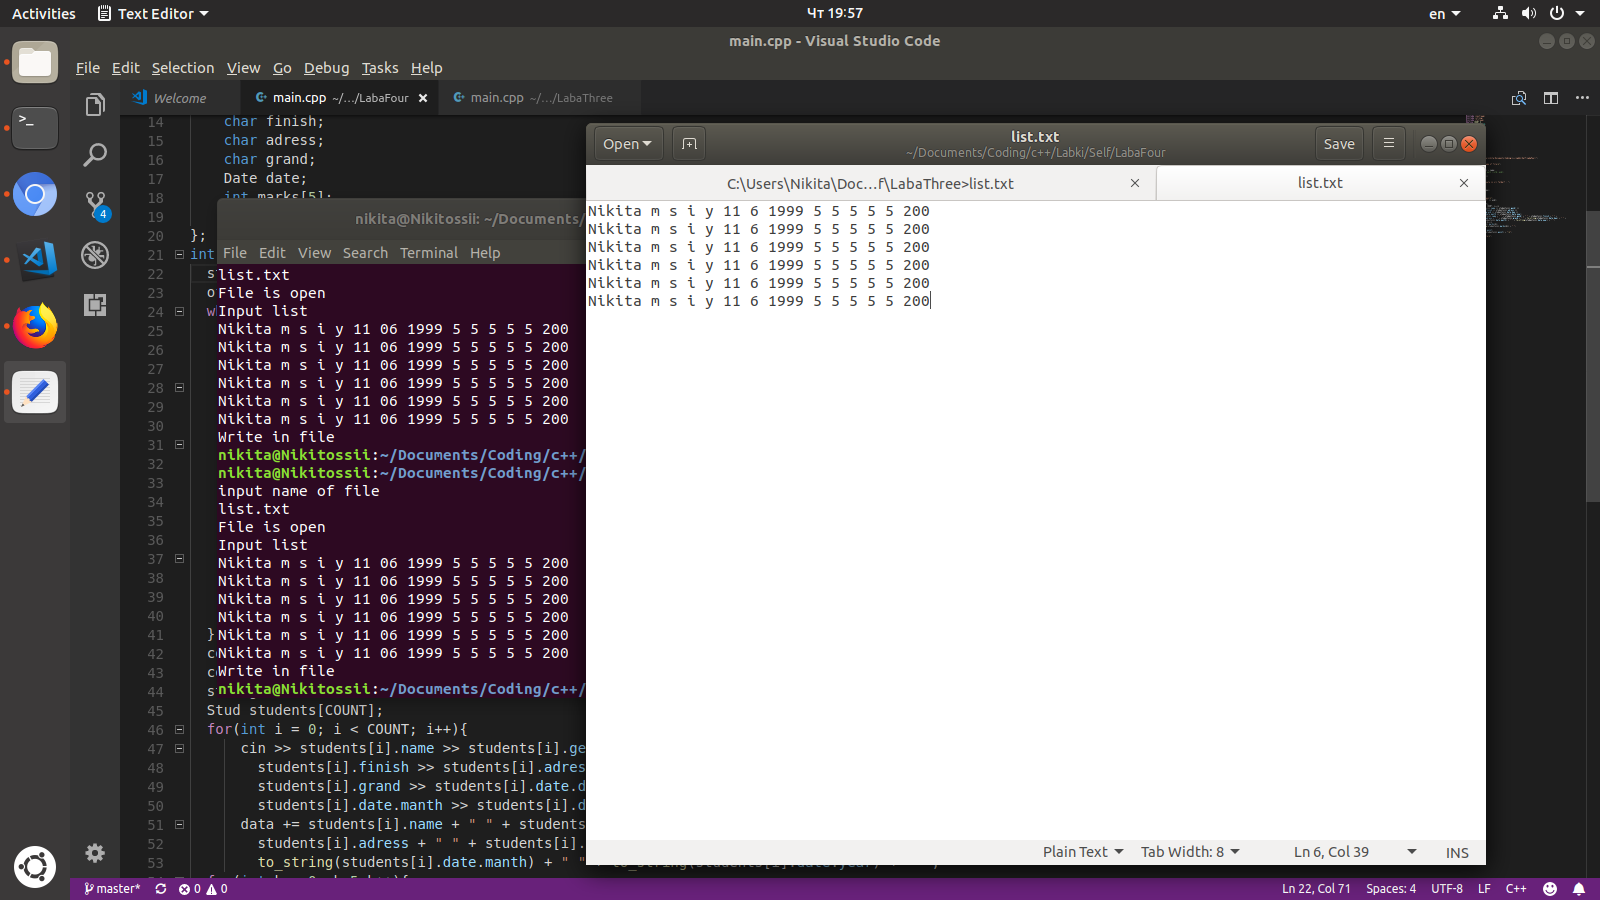 Activities Text Editor Чт 19:57 en
main.cpp - Visual Studio Code
File Edit Selection View Go Debug Tasks Help
Welcome main.cpp ~/.../LabaFour main.cpp ~/.../LabaThree
14 char finish;
15 char adress;
16 char grand;
17 Date date;
18 int marks[5];
19
20 };
21 int
22 s
23 o
24 w
25
26
27
28
29
30
31
32
33
34
35
36
37
38
39
40
41 }
42 c
43 c
44 s
45 Stud students[COUNT];
46 for(int i = 0; i < COUNT; i++){
47 cin >> students[i].name >> students[i].ge
48 students[i].finish >> students[i].adres
49 students[i].grand >> students[i].date.d
50 students[i].date.manth >> students[i].d
51 data += students[i].name + " " + students
52 students[i].adress + " " + students[i].
53 to_string(students[i].date.manth) + " "
nikita@Nikitossii: ~/Documents/
File Edit View Search Terminal Help
list.txt
File is open
Input list
Nikita m s i y 11 06 1999 5 5 5 5 5 200
Nikita m s i y 11 06 1999 5 5 5 5 5 200
Nikita m s i y 11 06 1999 5 5 5 5 5 200
Nikita m s i y 11 06 1999 5 5 5 5 5 200
Nikita m s i y 11 06 1999 5 5 5 5 5 200
Nikita m s i y 11 06 1999 5 5 5 5 5 200
Write in file
nikita@Nikitossii:~/Documents/Coding/c++/
nikita@Nikitossii:~/Documents/Coding/c++/
input name of file
list.txt
File is open
Input list
Nikita m s i y 11 06 1999 5 5 5 5 5 200
Nikita m s i y 11 06 1999 5 5 5 5 5 200
Nikita m s i y 11 06 1999 5 5 5 5 5 200
Nikita m s i y 11 06 1999 5 5 5 5 5 200
Nikita m s i y 11 06 1999 5 5 5 5 5 200
Nikita m s i y 11 06 1999 5 5 5 5 5 200
Write in file
nikita@Nikitossii:~/Documents/Coding/c++/
Open list.txt Save
~/Documents/Coding/c++/Labki/Self/LabaFour
C:\Users\Nikita\Doc...f\LabaThree>list.txt list.txt
Nikita m s i y 11 6 1999 5 5 5 5 5 200
Nikita m s i y 11 6 1999 5 5 5 5 5 200
Nikita m s i y 11 6 1999 5 5 5 5 5 200
Nikita m s i y 11 6 1999 5 5 5 5 5 200
Nikita m s i y 11 6 1999 5 5 5 5 5 200
Nikita m s i y 11 6 1999 5 5 5 5 5 200
Plain Text Tab Width: 8 Ln 6, Col 39 INS
4
master* 0 0 Ln 22, Col 71 Spaces: 4 UTF-8 LF C++